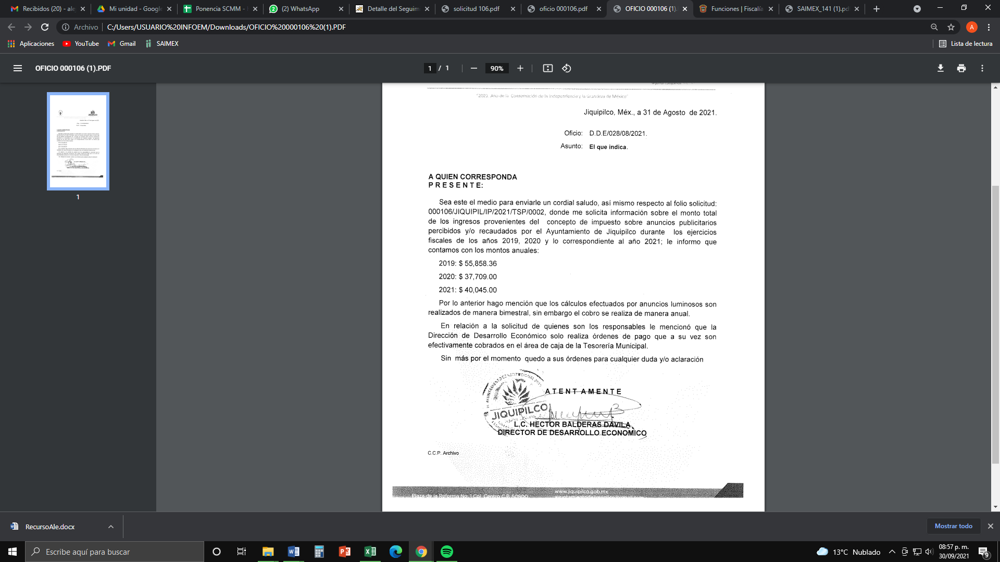 Recibidos (20) - ale
Mi unidad - Google
Ponencia SCMM -
(2) WhatsApp
Detalle del Seguim
solicitud 106.pdf
oficio 000106.pdf
OFICIO 000106 (1).
Funciones | Fiscalía
SAIMEX_141 (1).pd
Archivo
C:/Users/USUARIO%20INFOEM/Downloads/OFICIO%20000106%20(1).PDF
A
Aplicaciones
YouTube
Gmail
SAIMEX
Lista de lectura
OFICIO 000106 (1).PDF
1 / 1
90%
1
"2021. Año de la Consumación de la Independencia y la Grandeza de México"
Jiquipilco, Méx., a 31 de Agosto de 2021.
Oficio: D.D.E/028/08/2021.
Asunto: El que indica.
A QUIEN CORRESPONDA
P R E S E N T E:
Sea este el medio para enviarle un cordial saludo, así mismo respecto al folio solicitud:
000106/JIQUIPIL/IP/2021/TSP/0002, donde me solicita información sobre el monto total
de los ingresos provenientes del concepto de impuesto sobre anuncios publicitarios
percibidos y/o recaudados por el Ayuntamiento de Jiquipilco durante los ejercicios
fiscales de los años 2019, 2020 y lo correspondiente al año 2021; le informo que
contamos con los montos anuales:
2019: $ 55,858.36
2020: $ 37,709.00
2021: $ 40,045.00
Por lo anterior hago mención que los cálculos efectuados por anuncios luminosos son
realizados de manera bimestral, sin embargo el cobro se realiza de manera anual.
En relación a la solicitud de quienes son los responsables le mencionó que la
Dirección de Desarrollo Económico solo realiza órdenes de pago que a su vez son
efectivamente cobrados en el área de caja de la Tesorería Municipal.
Sin más por el momento quedo a sus órdenes para cualquier duda y/o aclaración
A T E N T A M E N T E
JIQUIPILCO
L.C. HECTOR BALDERAS DAVILA
DIRECTOR DE DESARROLLO ECONOMICO
C.C.P. Archivo
www.jiquipilco.gob.mx
Plaza de la Reforma No. 1 Col. Centro C.P. 50800
RecursoAle.docx
Mostrar todo
Escribe aquí para buscar
13°C Nublado
08:57 p. m.
30/09/2021
9